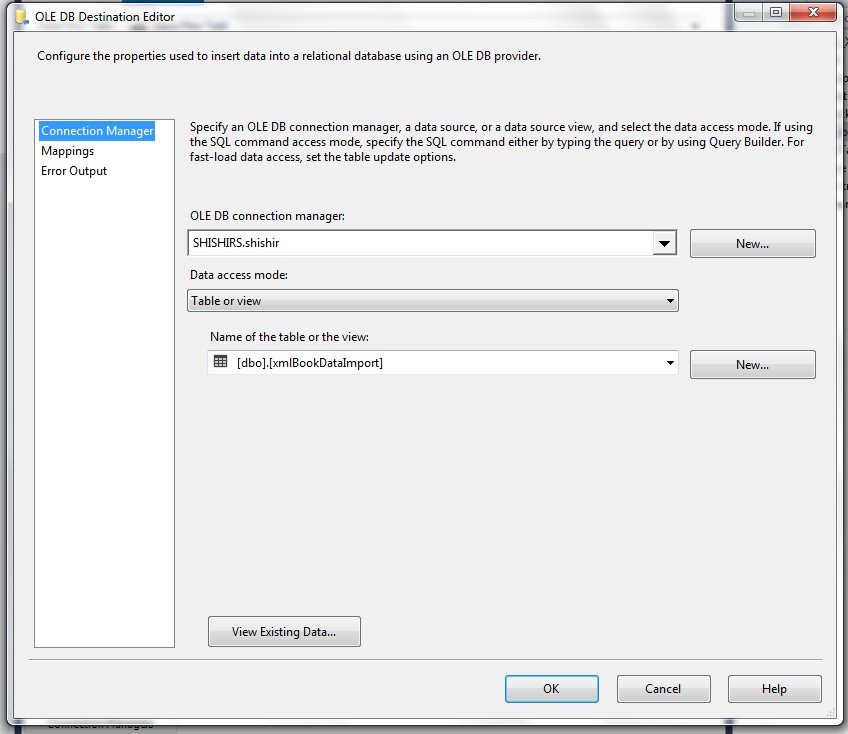 OLE DB Destination Editor
Configure the properties used to insert data into a relational database using an OLE DB provider.
Connection Manager
Mappings
Error Output
Specify an OLE DB connection manager, a data source, or a data source view, and select the data access mode. If using
the SQL command access mode, specify the SQL command either by typing the query or by using Query Builder. For
fast-load data access, set the table update options.
OLE DB connection manager:
SHISHIRS.shishir
New...
Data access mode:
Table or view
Name of the table or the view:
[dbo].[xmlBookDataImport]
New...
View Existing Data...
OK
Cancel
Help